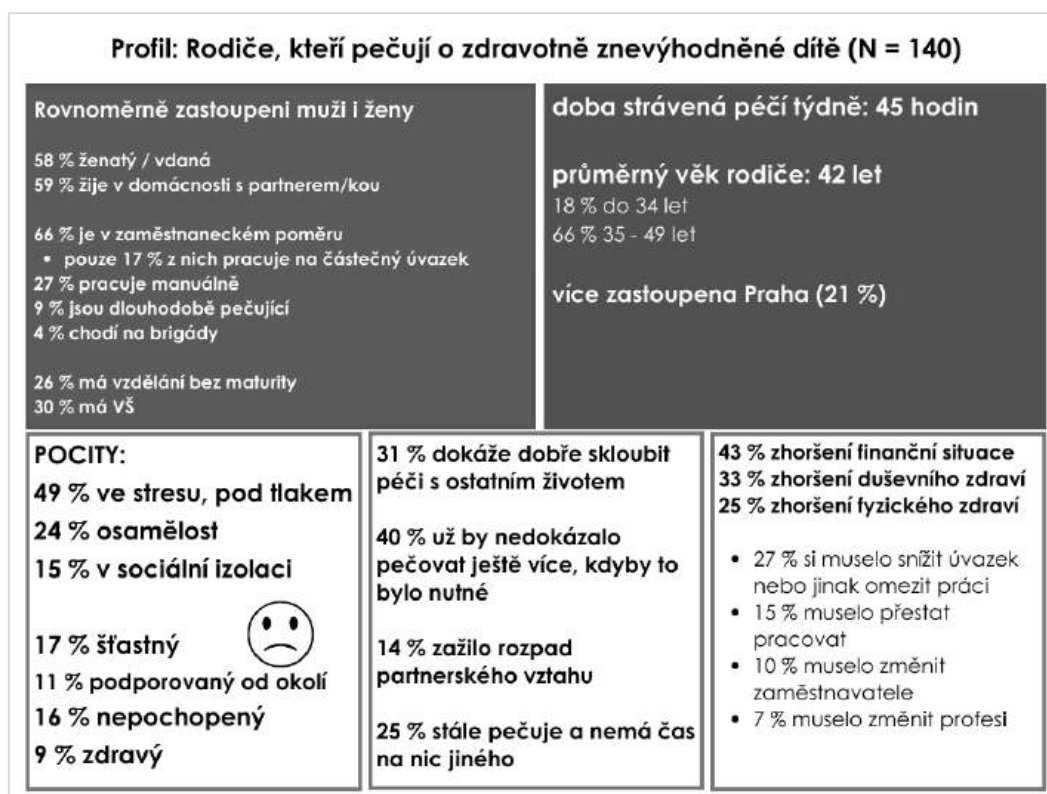 Profil: Rodiče, kteří pečují o zdravotně znevýhodněné dítě (N = 140)
Rovnoměrně zastoupeni muži i ženy
58 % ženatý / vdaná
59 % žije v domácnosti s partnerem/kou
66 % je v zaměstnaneckém poměru
• pouze 17 % z nich pracuje na částečný úvazek
27 % pracuje manuálně
9 % jsou dlouhodobě pečující
4 % chodí na brigády
26 % má vzdělání bez maturity
30 % má VŠ
doba strávená péčí týdně: 45 hodin
průměrný věk rodiče: 42 let
18 % do 34 let
66 % 35 - 49 let
více zastoupena Praha (21 %)
POCITY:
49 % ve stresu, pod tlakem
24 % osamělost
15 % v sociální izolaci
17 % šťastný
11 % podporovaný od okolí
16 % nepochopený
9 % zdravý
31 % dokáže dobře skloubit
péči s ostatním životem
40 % už by nedokázalo
pečovat ještě více, kdyby to
bylo nutné
14 % zažilo rozpad
partnerského vztahu
25 % stále pečuje a nemá čas
na nic jiného
43 % zhoršení finanční situace
33 % zhoršení duševního zdraví
25 % zhoršení fyzického zdraví
• 27 % si muselo snížit úvazek
nebo jinak omezit práci
• 15 % muselo přestat
pracovat
• 10 % muselo změnit
zaměstnavatele
• 7 % muselo změnit profesi